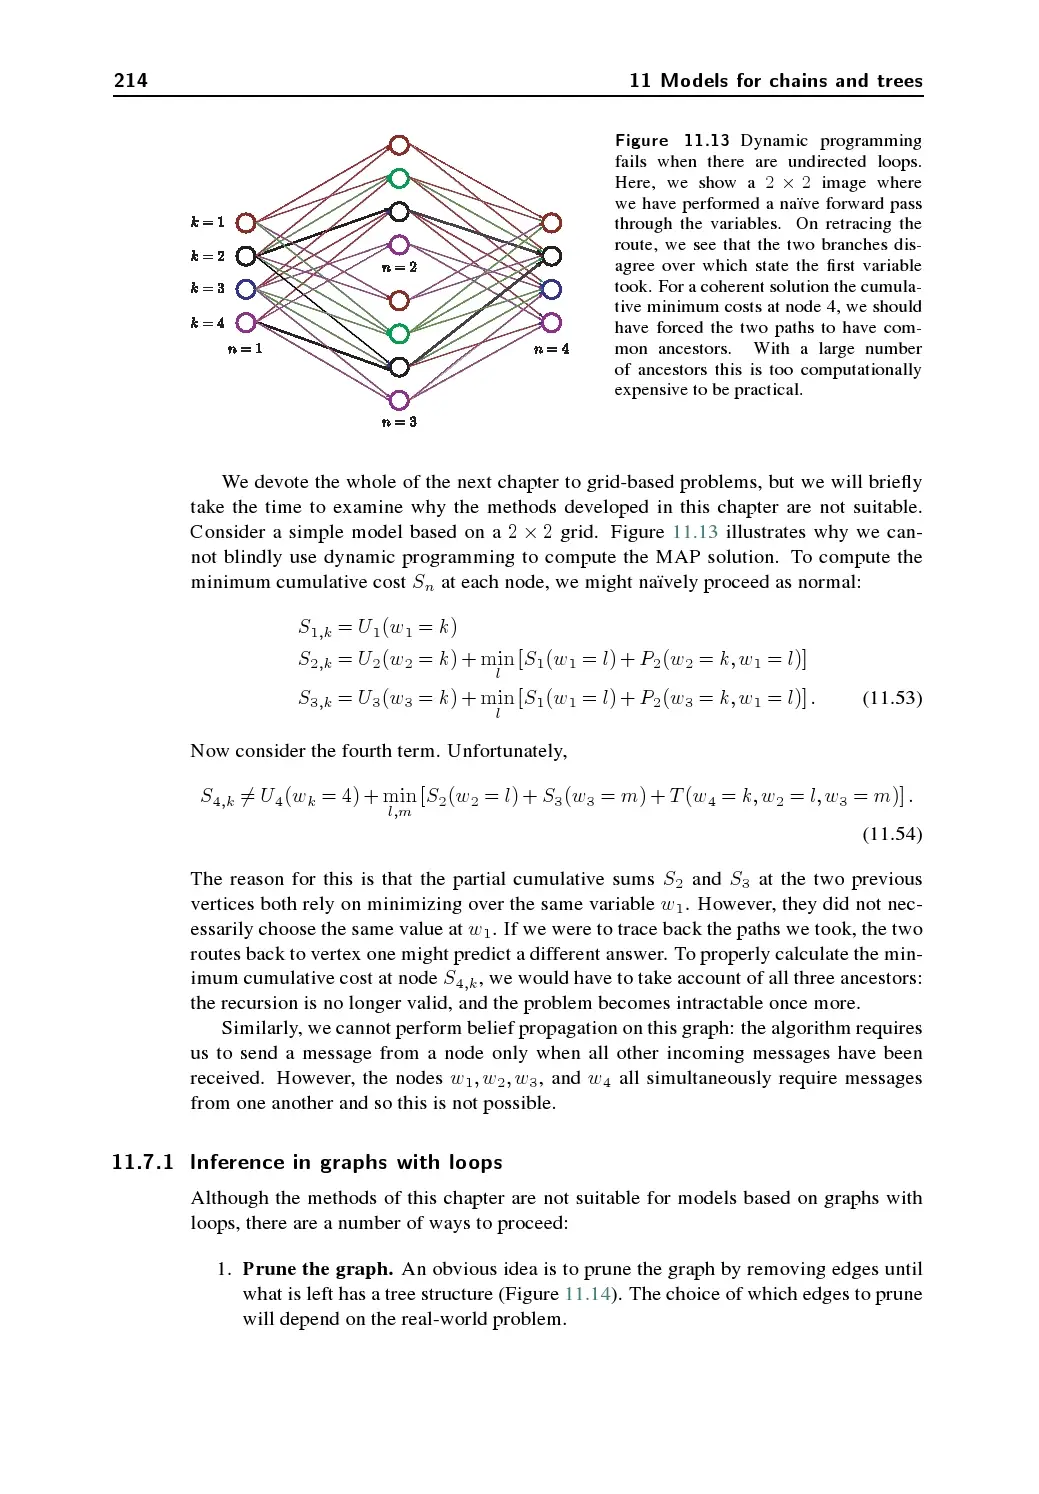 214
11 Models for chains and trees
k = 1
k = 2
k = 3
k = 4
n = 1
n = 2
n = 3
n = 4
Figure 11.13 Dynamic programming
fails when there are undirected loops.
Here, we show a 2 × 2 image where
we have performed a naïve forward pass
through the variables. On retracing the
route, we see that the two branches dis-
agree over which state the first variable
took. For a coherent solution the cumula-
tive minimum costs at node 4, we should
have forced the two paths to have com-
mon ancestors. With a large number
of ancestors this is too computationally
expensive to be practical.
We devote the whole of the next chapter to grid-based problems, but we will briefly
take the time to examine why the methods developed in this chapter are not suitable.
Consider a simple model based on a 2 × 2 grid. Figure 11.13 illustrates why we can-
not blindly use dynamic programming to compute the MAP solution. To compute the
minimum cumulative cost Sₙ at each node, we might naïvely proceed as normal:
S_{1,k} = U_1(w_1 = k)
S_{2,k} = U_2(w_2 = k) + min_l [S_1(w_1 = l) + P_2(w_2 = k, w_1 = l)]
S_{3,k} = U_3(w_3 = k) + min_l [S_1(w_1 = l) + P_2(w_3 = k, w_1 = l)] . (11.53)
Now consider the fourth term. Unfortunately,
S_{4,k} ≠ U_4(w_k = 4) + min_{l,m} [S_2(w_2 = l) + S_3(w_3 = m) + T(w_4 = k, w_2 = l, w_3 = m)] .
(11.54)
The reason for this is that the partial cumulative sums S_2 and S_3 at the two previous
vertices both rely on minimizing over the same variable w_1. However, they did not nec-
essarily choose the same value at w_1. If we were to trace back the paths we took, the two
routes back to vertex one might predict a different answer. To properly calculate the min-
imum cumulative cost at node S_{4,k}, we would have to take account of all three ancestors:
the recursion is no longer valid, and the problem becomes intractable once more.
Similarly, we cannot perform belief propagation on this graph: the algorithm requires
us to send a message from a node only when all other incoming messages have been
received. However, the nodes w_1, w_2, w_3, and w_4 all simultaneously require messages
from one another and so this is not possible.
11.7.1 Inference in graphs with loops
Although the methods of this chapter are not suitable for models based on graphs with
loops, there are a number of ways to proceed:
1. Prune the graph. An obvious idea is to prune the graph by removing edges until
what is left has a tree structure (Figure 11.14). The choice of which edges to prune
will depend on the real-world problem.